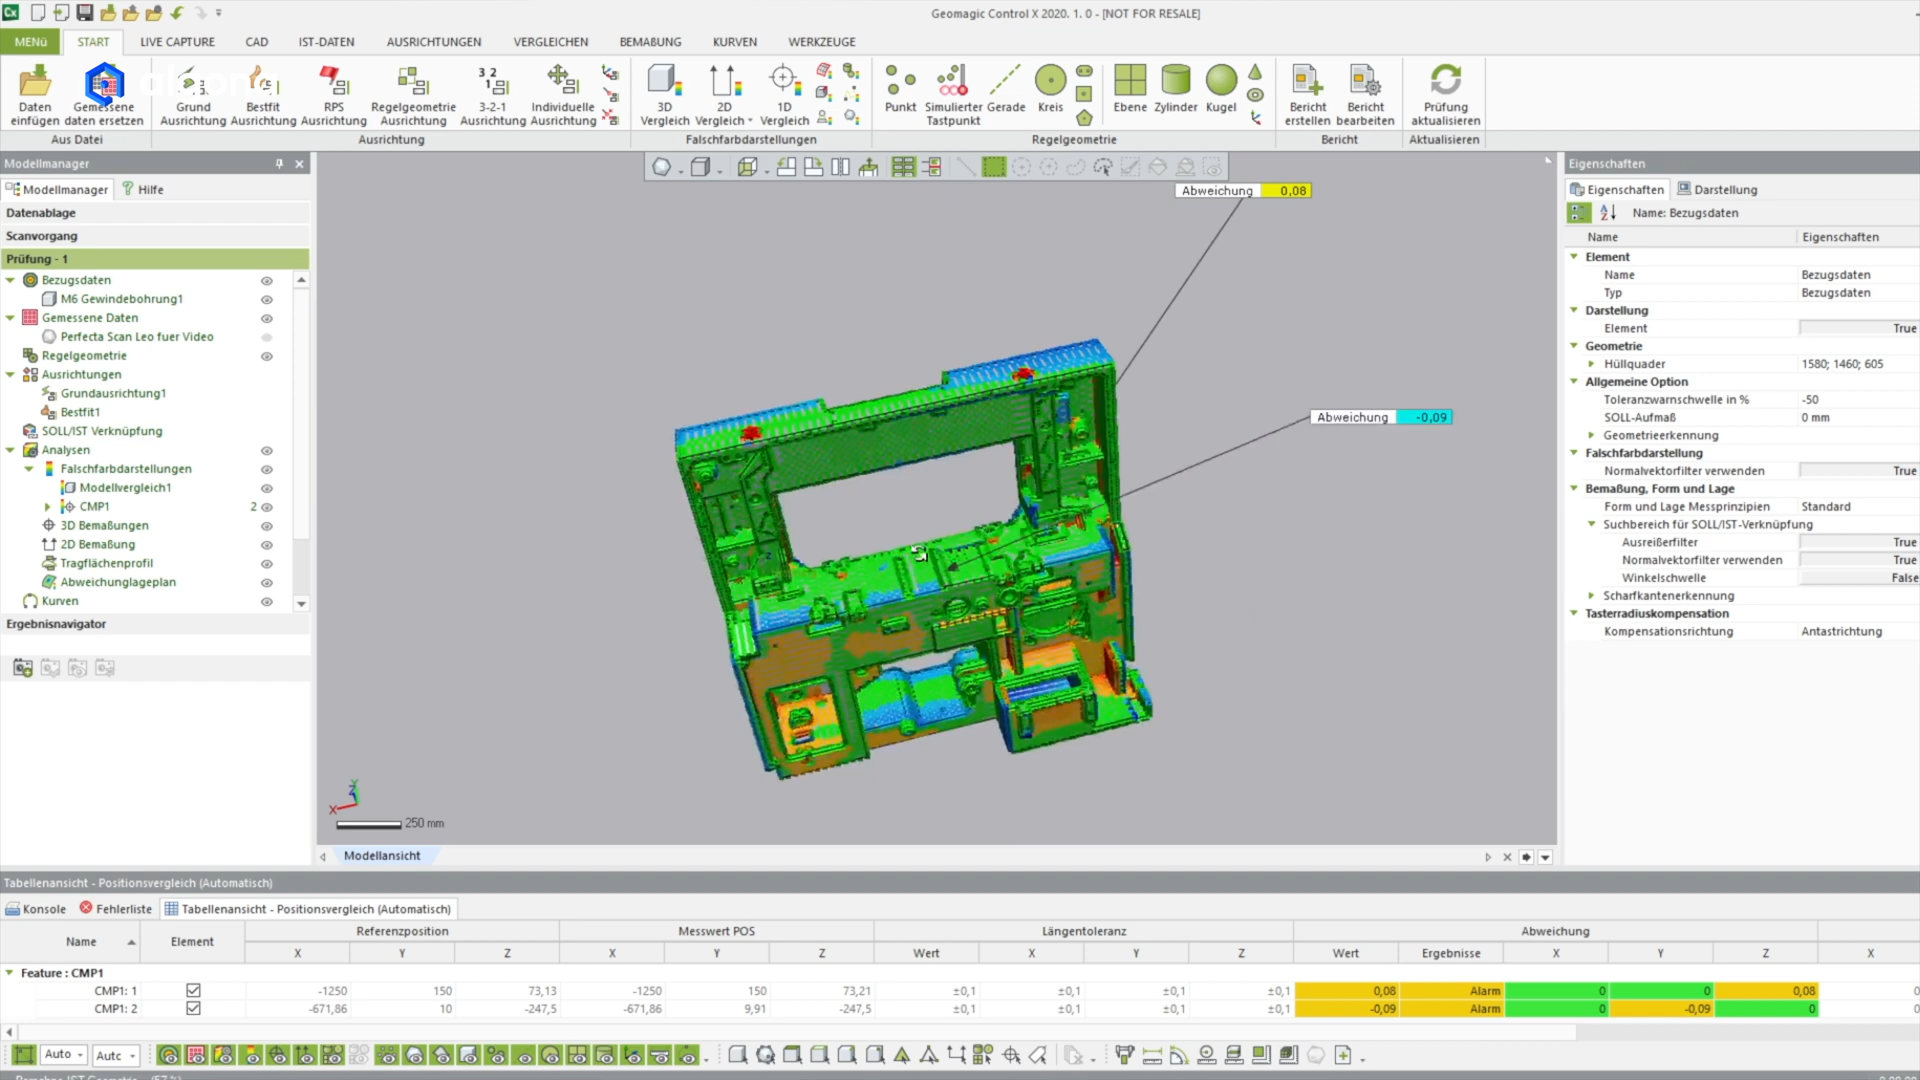 Geomagic Control X 2020. 1. 0 - [NOT FOR RESALE]
MENü START LIVE CAPTURE CAD IST-DATEN AUSRICHTUNGEN VERGLEICHEN BEMAßUNG KURVEN WERKZEUGE
Daten einfügen
Gemessene daten ersetzen
Grund Ausrichtung
Bestfit Ausrichtung
RPS Ausrichtung
Regelgeometrie Ausrichtung
3-2-1 Ausrichtung
Individuelle Ausrichtung
3D Vergleich
2D Vergleich
1D Vergleich
Punkt
Simulierter Tastpunkt
Gerade
Kreis
Ebene
Zylinder
Kugel
Bericht erstellen
Bericht bearbeiten
Prüfung aktualisieren
Aus Datei
Ausrichtung
Falschfarbdarstellungen
Regelgeometrie
Bericht
Aktualisieren
Modellmanager
Modellmanager Hilfe
Datenablage
Scanvorgang
Prüfung - 1
Bezugsdaten
M6 Gewindebohrung1
Gemessene Daten
Perfecta Scan Leo fuer Video
Regelgeometrie
Ausrichtungen
Grundausrichtung1
Bestfit1
SOLL/IST Verknüpfung
Analysen
Falschfarbdarstellungen
Modellvergleich1
CMP1 2
3D Bemaßungen
2D Bemaßung
Tragflächenprofil
Abweichunglageplan
Kurven
Ergebnisnavigator
Abweichung 0,08
Abweichung -0,09
Y
Z
X
250 mm
Modellansicht
Eigenschaften
Eigenschaften Darstellung
Name: Bezugsdaten
Name Eigenschaften
Element
Name Bezugsdaten
Typ Bezugsdaten
Darstellung
Element True
Geometrie
Hüllquader 1580; 1460; 605
Allgemeine Option
Toleranzwarnschwelle in % -50
SOLL-Aufmaß 0 mm
Geometrieerkennung
Falschfarbdarstellung
Normalvektorfilter verwenden True
Bemaßung, Form und Lage
Form und Lage Messprinzipien Standard
Suchbereich für SOLL/IST-Verknüpfung
Ausreißerfilter True
Normalvektorfilter verwenden True
Winkelschwelle False
Scharfkantenerkennung
Tasterradiuskompensation
Kompensationsrichtung Antastrichtung
Tabellenansicht - Positionsvergleich (Automatisch)
Konsole Fehlerliste Tabellenansicht - Positionsvergleich (Automatisch)
Name Element Referenzposition Messwert POS Längentoleranz Abweichung
X Y Z X Y Z Wert X Y Z Wert Ergebnisse X Y Z X
Feature : CMP1
CMP1: 1 -1250 150 73,13 -1250 150 73,21 ±0,1 ±0,1 ±0,1 ±0,1 0,08 Alarm 0 0 0,08 0
CMP1: 2 -671,86 10 -247,5 -671,86 9,91 -247,5 ±0,1 ±0,1 ±0,1 ±0,1 -0,09 Alarm 0 -0,09 0 0
Auto Autc